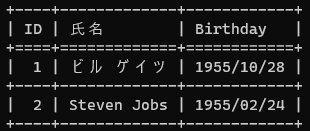 +----+-------------+------------+
| ID | 氏名        | Birthday   |
+====+=============+============+
|  1 | ビル ゲイツ | 1955/10/28 |
+----+-------------+------------+
|  2 | Steven Jobs | 1955/02/24 |
+----+-------------+------------+